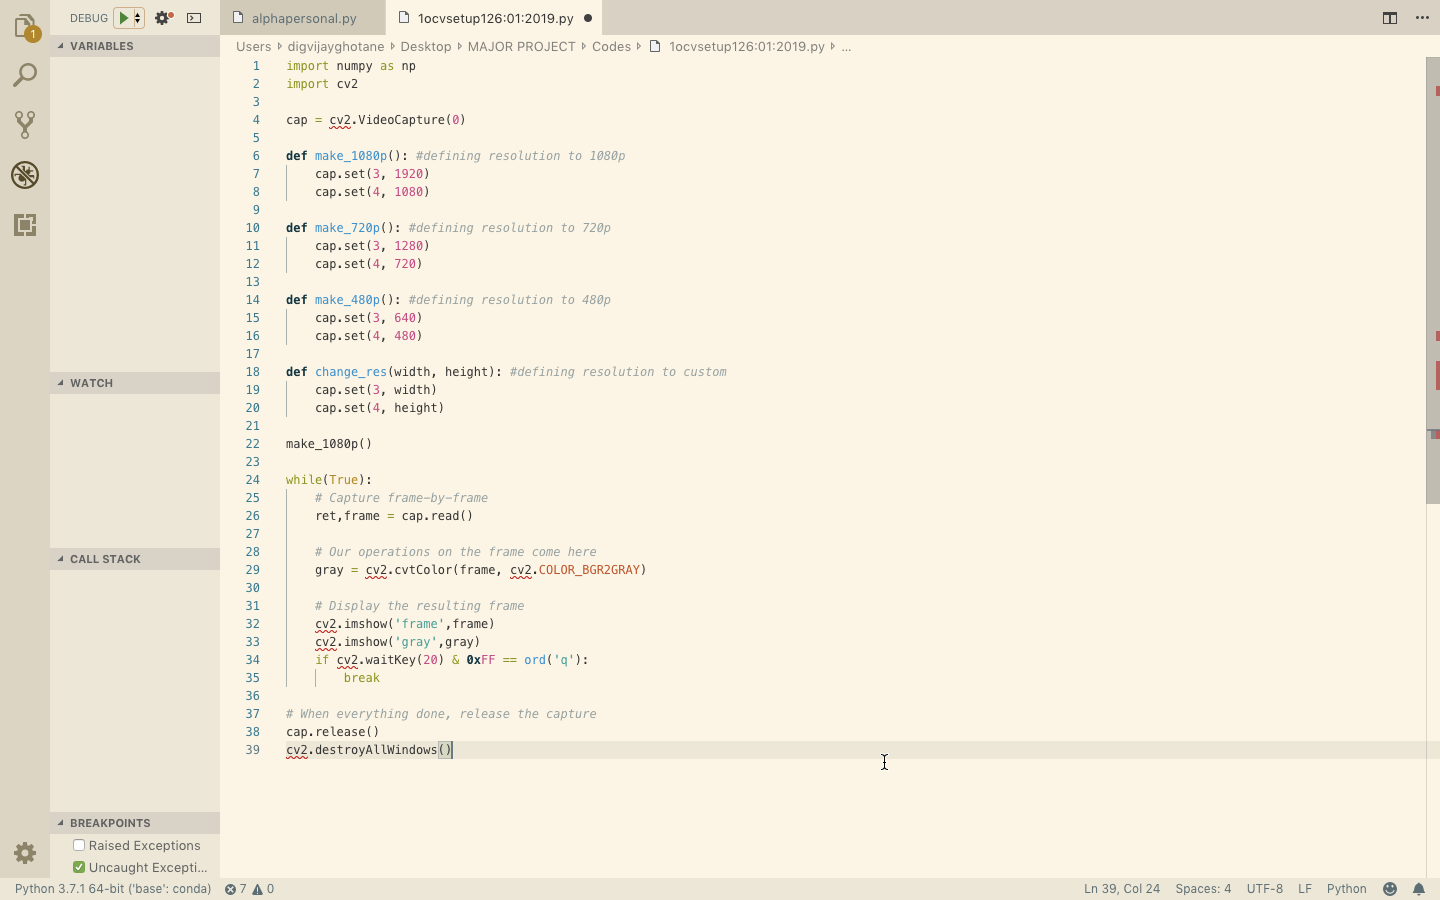 DEBUG
alphapersonal.py
1ocvsetup126:01:2019.py
1
VARIABLES
WATCH
CALL STACK
BREAKPOINTS
Raised Exceptions
Uncaught Excepti...
Users digvijayghotane Desktop MAJOR PROJECT Codes 1ocvsetup126:01:2019.py ...
1 import numpy as np
2 import cv2
3
4 cap = cv2.VideoCapture(0)
5
6 def make_1080p(): #defining resolution to 1080p
7     cap.set(3, 1920)
8     cap.set(4, 1080)
9
10 def make_720p(): #defining resolution to 720p
11     cap.set(3, 1280)
12     cap.set(4, 720)
13
14 def make_480p(): #defining resolution to 480p
15     cap.set(3, 640)
16     cap.set(4, 480)
17
18 def change_res(width, height): #defining resolution to custom
19     cap.set(3, width)
20     cap.set(4, height)
21
22 make_1080p()
23
24 while(True):
25     # Capture frame-by-frame
26     ret,frame = cap.read()
27
28     # Our operations on the frame come here
29     gray = cv2.cvtColor(frame, cv2.COLOR_BGR2GRAY)
30
31     # Display the resulting frame
32     cv2.imshow('frame',frame)
33     cv2.imshow('gray',gray)
34     if cv2.waitKey(20) & 0xFF == ord('q'):
35         break
36
37 # When everything done, release the capture
38 cap.release()
39 cv2.destroyAllWindows()
Python 3.7.1 64-bit ('base': conda) 7 0 Ln 39, Col 24 Spaces: 4 UTF-8 LF Python